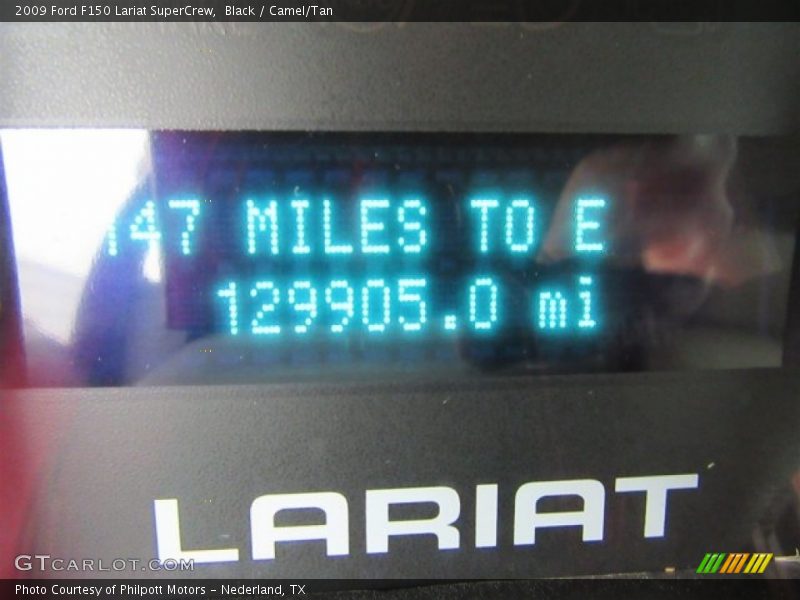 2009 Ford F150 Lariat SuperCrew, Black / Camel/Tan
MILES TO E
129905.0 mi
LARIAT
GTCARLOT.COM
Photo Courtesy of Philpott Motors - Nederland, TX